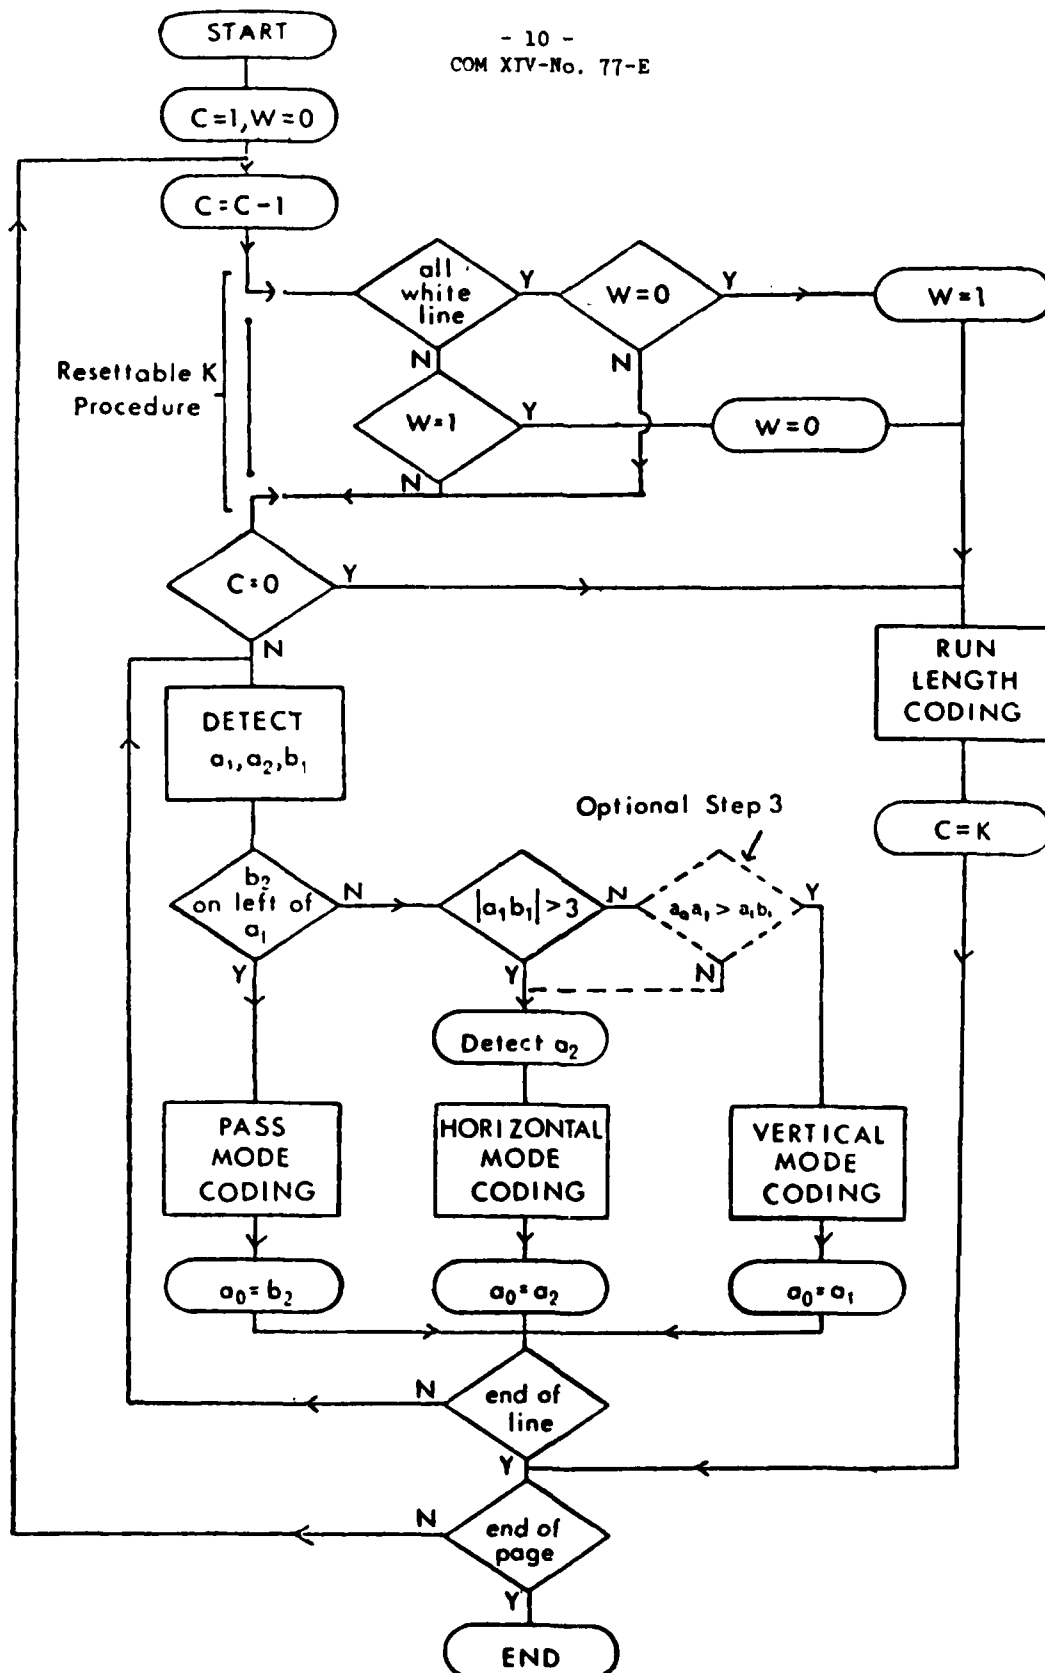 - 10 -
COM XIV-No. 77-E
START
C=1,W=0
C=C-1
all
white
line
Y
W=0
Y
W=1
N
N
Resettable K
Procedure
W=1
Y
W=0
N
C=0
Y
N
RUN
LENGTH
CODING
DETECT
a1,a2,b1
C=K
Optional Step 3
b2
on left of
a1
N
|a1b1|>3
N
a0a1>a1b1
Y
Y
Y
N
Detect a2
PASS
MODE
CODING
HORIZONTAL
MODE
CODING
VERTICAL
MODE
CODING
a0=b2
a0=a2
a0=a1
N
end of
line
Y
N
end of
page
Y
END